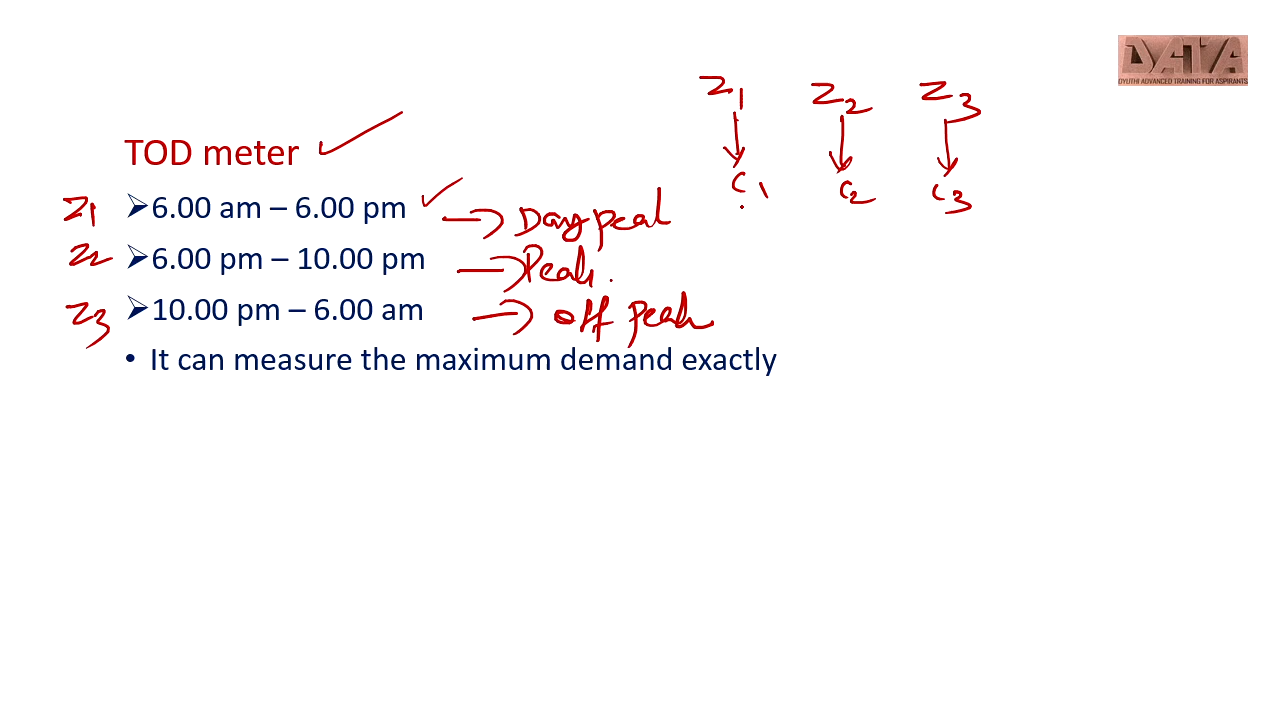 DATA
DYUTHI ADVANCED TRAINING FOR ASPIRANTS
Z1 Z2 Z3
C1 C2 C3
TOD meter
Z1 ➢6.00 am – 6.00 pm → Day peak
Z2 ➢6.00 pm – 10.00 pm → Peak.
Z3 ➢10.00 pm – 6.00 am → off peak
• It can measure the maximum demand exactly